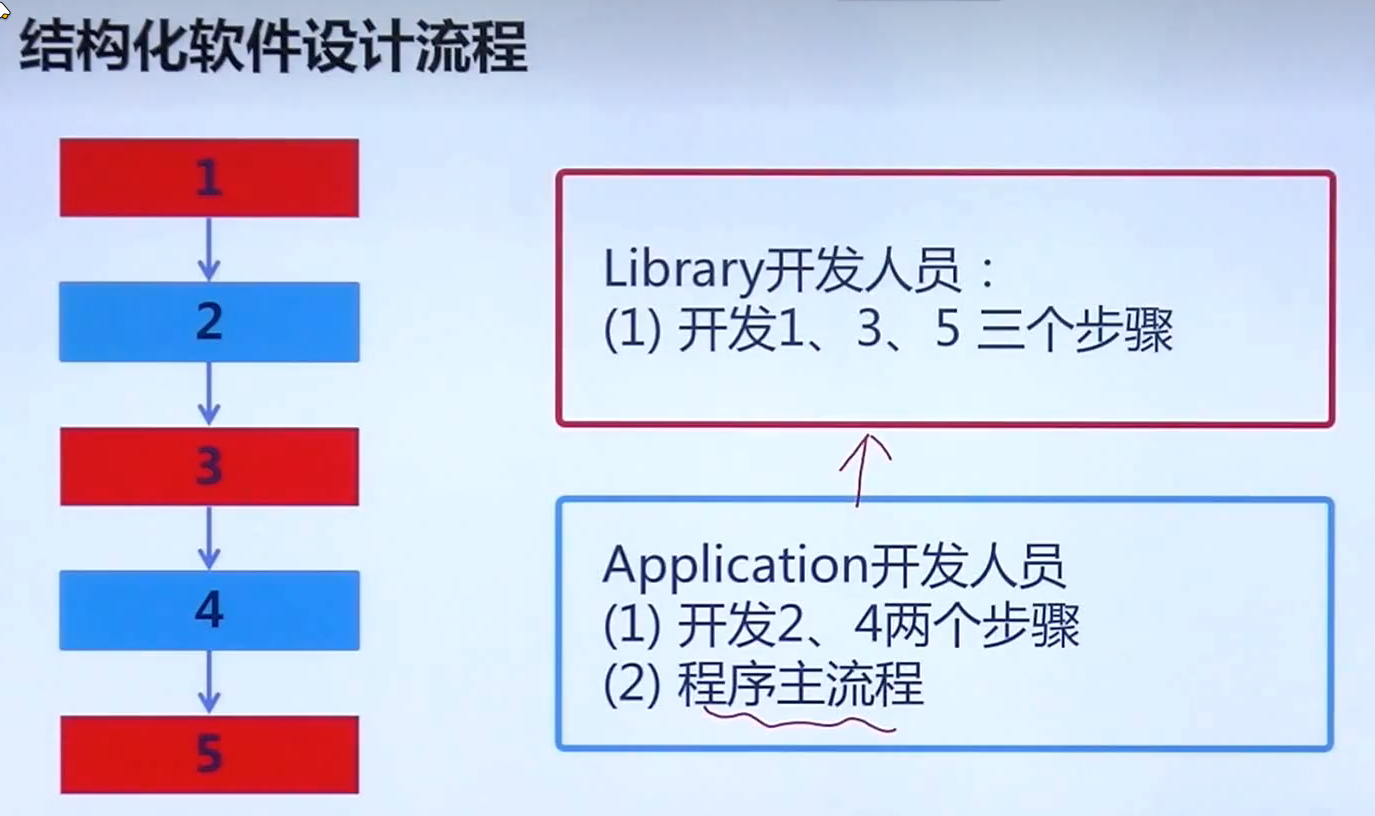 结构化软件设计流程
1
2
3
4
5
Library开发人员：
(1) 开发1、3、5 三个步骤
Application开发人员
(1) 开发2、4两个步骤
(2) 程序主流程